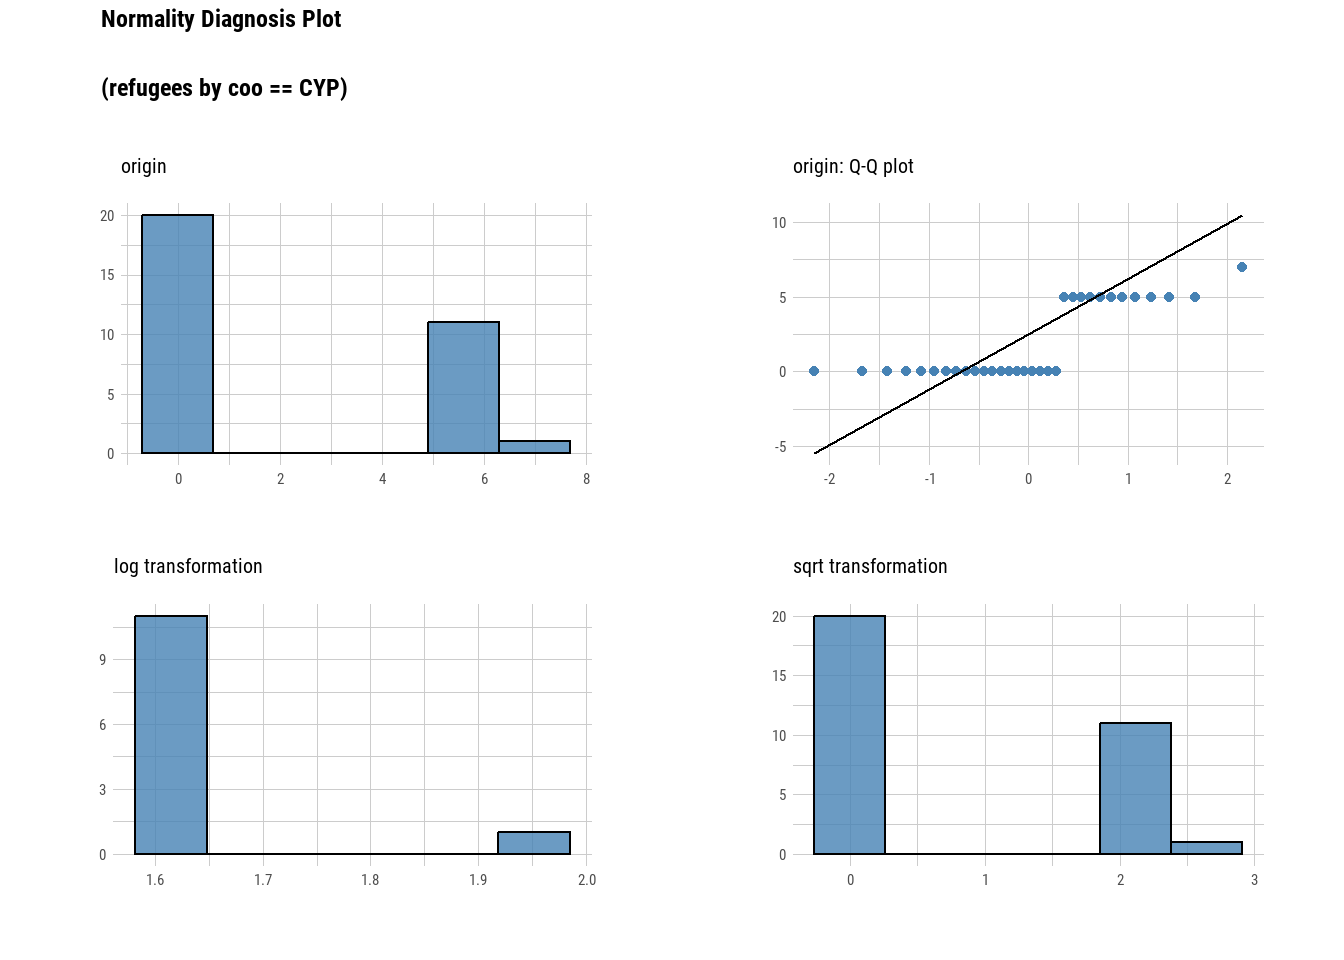 Normality Diagnosis Plot
(refugees by coo == CYP)
origin
20
15
10
5
0
0 2 4 6 8
origin: Q-Q plot
10
5
0
-5
-2 -1 0 1 2
log transformation
9
6
3
0
1.6 1.7 1.8 1.9 2.0
sqrt transformation
20
15
10
5
0
0 1 2 3